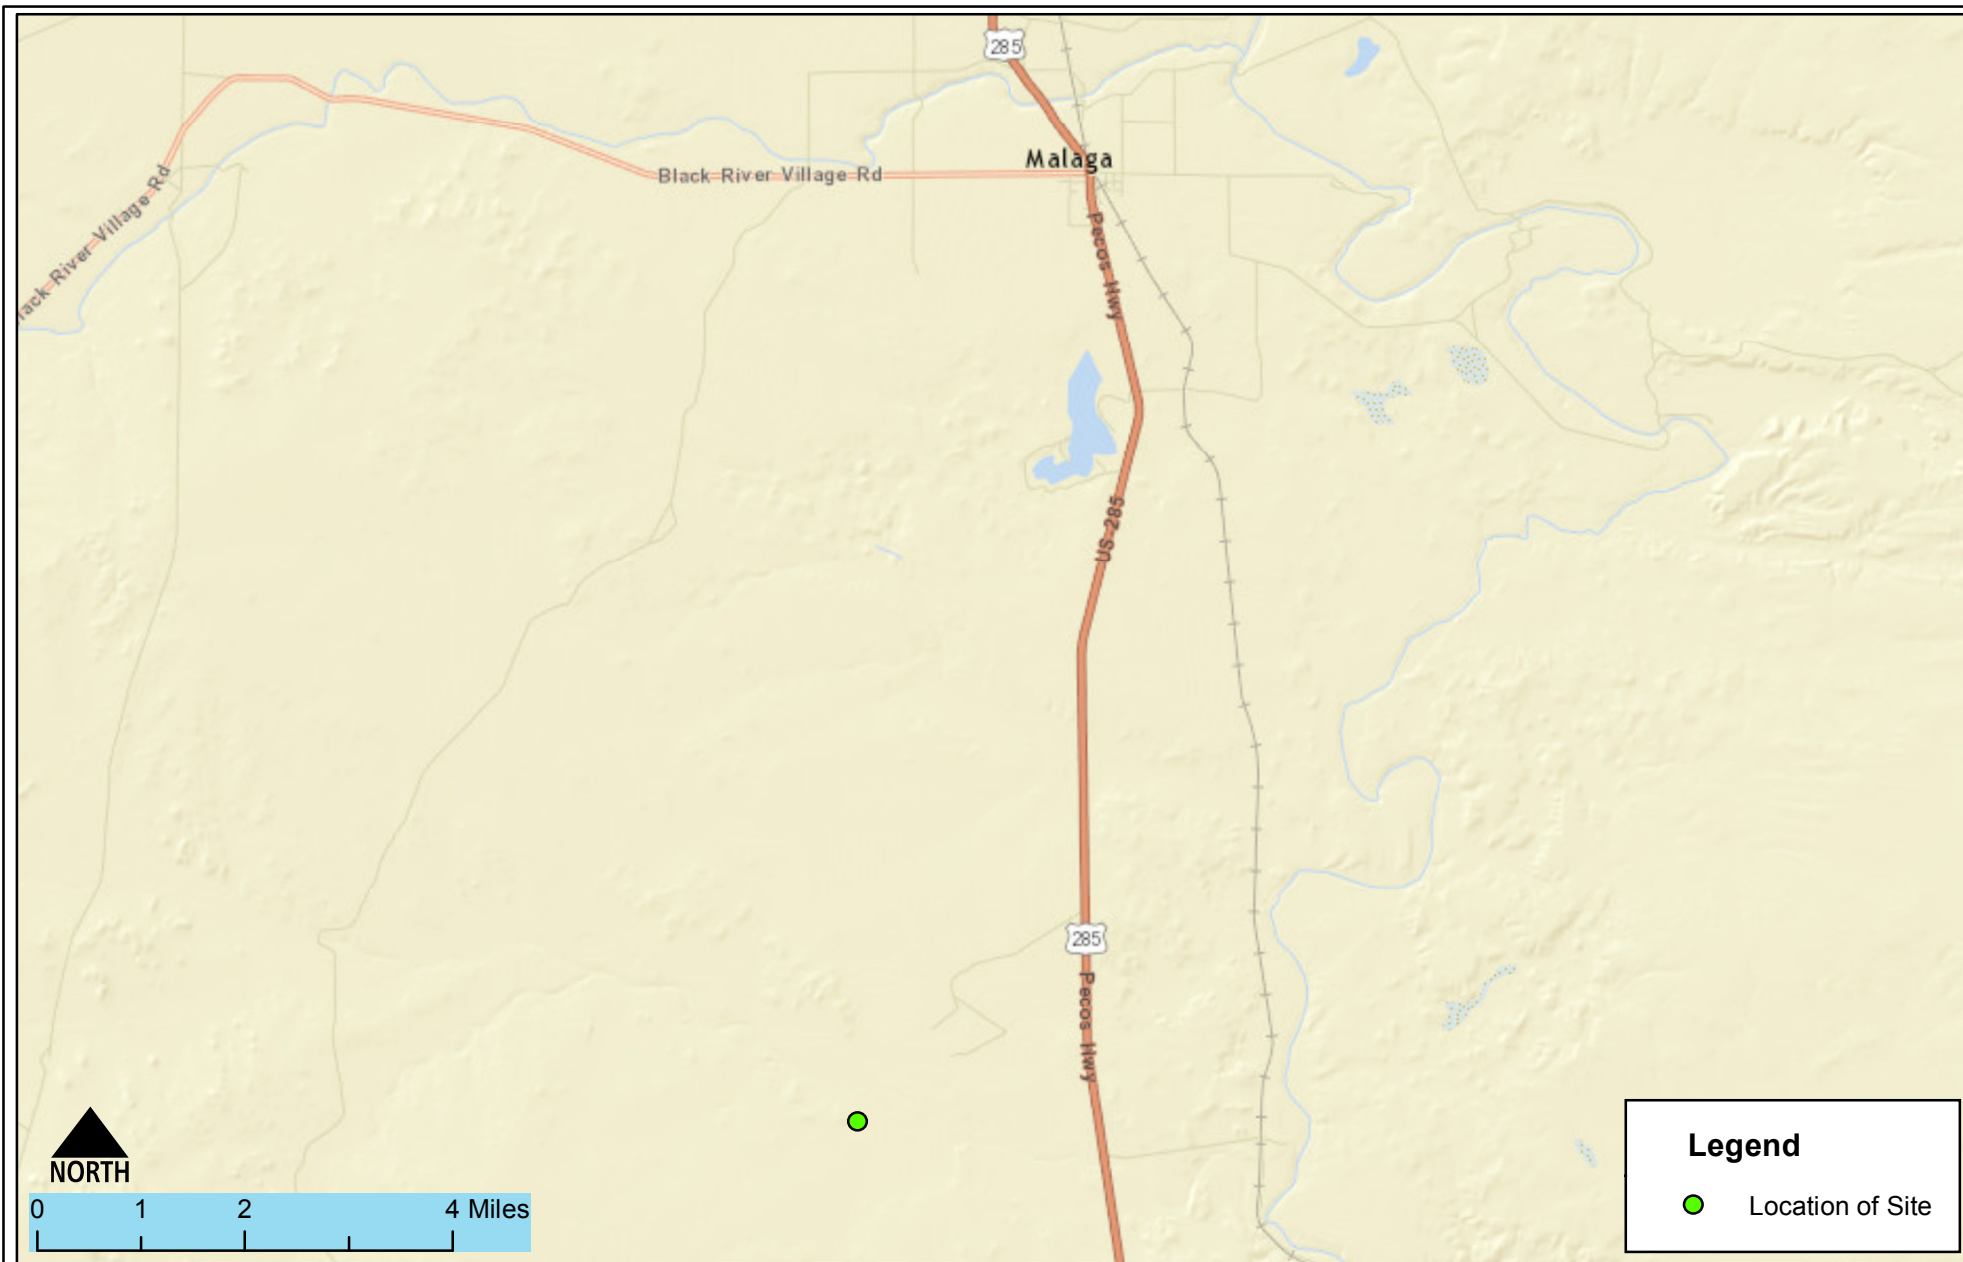 285
Malaga
Black River Village Rd
ack River Village Rd
Pecos Hwy
US-285
285
Pecos Hwy
NORTH
0 1 2 4 Miles
Legend
Location of Site